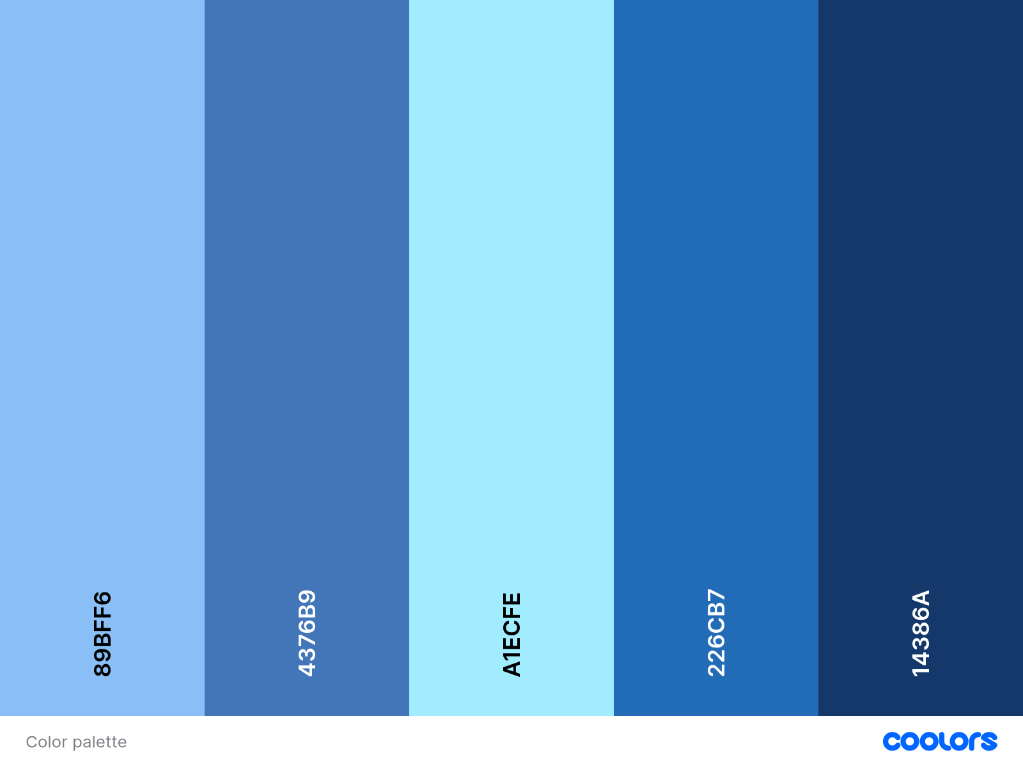 89BFF6
4376B9
A1ECFE
226CB7
14386A
Color palette
coolors